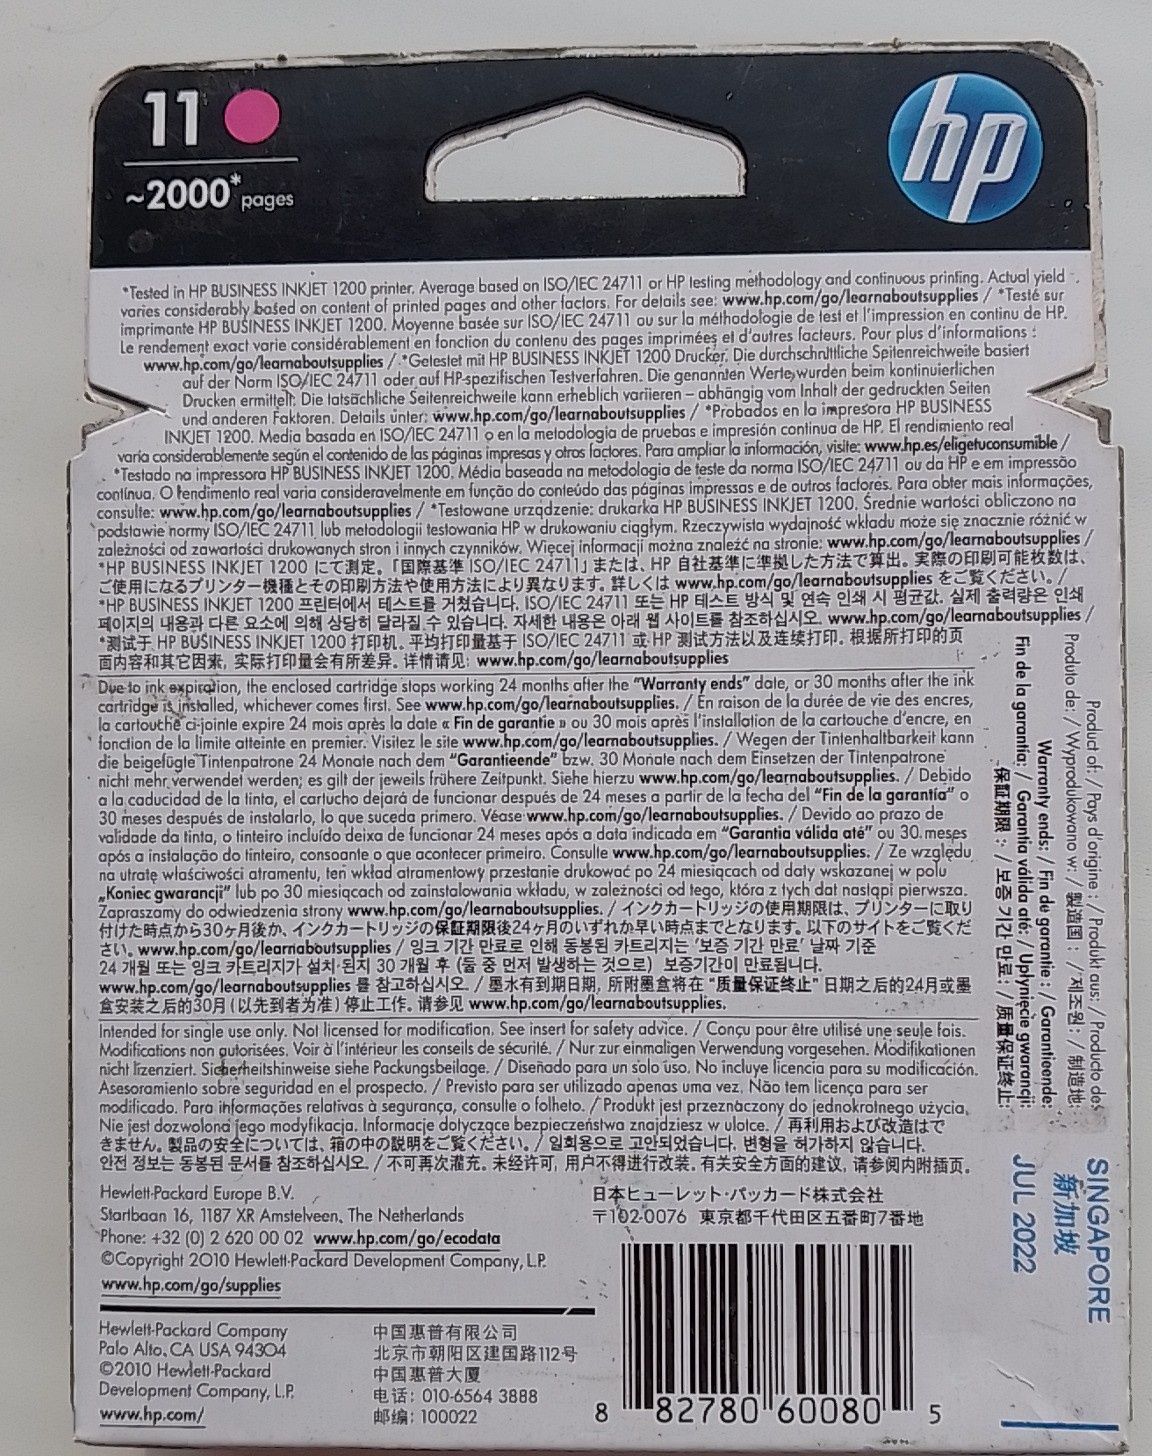 11
~2000* pages
hp
*Tested in HP BUSINESS INKJET 1200 printer. Average based on ISO/IEC 24711 or HP testing methodology and continuous printing. Actual yield
varies considerably based on content of printed pages and other factors. For details see: www.hp.com/go/learnaboutsupplies / *Testé sur
imprimante HP BUSINESS INKJET 1200. Moyenne basée sur ISO/IEC 24711 ou sur la méthodologie de test et l'impression en continu de HP.
Le rendement exact varie considérablement en fonction du contenu des pages imprimées et d'autres facteurs. Pour plus d'informations :
www.hp.com/go/learnaboutsupplies / *Getestet mit HP BUSINESS INKJET 1200 Drucker. Die durchschnittliche Seitenreichweite basiert
auf der Norm ISO/IEC 24711 oder auf HP-spezifischen Testverfahren. Die genannten Werte wurden beim kontinuierlichen
Drucken ermittelt. Die tatsächliche Seitenreichweite kann erheblich variieren – abhängig vom Inhalt der gedruckten Seiten
und anderen Faktoren. Details unter: www.hp.com/go/learnaboutsupplies / *Probados en la impresora HP BUSINESS
INKJET 1200. Media basada en ISO/IEC 24711 o en la metodología de pruebas e impresión continua de HP. El rendimiento real
varía considerablemente según el contenido de las páginas impresas y otros factores. Para ampliar la información, visite: www.hp.es/eligetuconsumible /
*Testado na impressora HP BUSINESS INKJET 1200. Média baseada na metodologia de teste da norma ISO/IEC 24711 ou da HP e em impressão
contínua. O rendimento real varia consideravelmente em função do conteúdo das páginas impressas e de outros factores. Para obter mais informações,
consulte: www.hp.com/go/learnaboutsupplies / *Testowane urządzenie: drukarka HP BUSINESS INKJET 1200. Średnie wartości obliczono na
podstawie normy ISO/IEC 24711 lub metodologii testowania HP w drukowaniu ciągłym. Rzeczywista wydajność wkładu może się znacznie różnić w
zależności od zawartości drukowanych stron i innych czynników. Więcej informacji można znaleźć na stronie: www.hp.com/go/learnaboutsupplies /
*HP BUSINESS INKJET 1200 にて測定。「国際基準 ISO/IEC 24711」または、HP 自社基準に準拠した方法で算出。実際の印刷可能枚数は、
ご使用になるプリンター機種とその印刷方法や使用方法により異なります。詳しくは www.hp.com/go/learnaboutsupplies をご覧ください。/
*HP BUSINESS INKJET 1200 프린터에서 테스트를 거쳤습니다. ISO/IEC 24711 또는 HP 테스트 방식 및 연속 인쇄 시 평균값. 실제 출력량은 인쇄
페이지의 내용과 다른 요소에 의해 상당히 달라질 수 있습니다. 자세한 내용은 아래 웹 사이트를 참조하십시오. www.hp.com/go/learnaboutsupplies /
*测试于 HP BUSINESS INKJET 1200 打印机。平均打印量基于 ISO/IEC 24711 或 HP 测试方法以及连续打印。根据所打印的页
面内容和其它因素, 实际打印量会有所差异。详情请见: www.hp.com/go/learnaboutsupplies
Due to ink expiration, the enclosed cartridge stops working 24 months after the "Warranty ends" date, or 30 months after the ink
cartridge is installed, whichever comes first. See www.hp.com/go/learnaboutsupplies. / En raison de la durée de vie des encres,
la cartouche ci-jointe expire 24 mois après la date « Fin de garantie » ou 30 mois après l'installation de la cartouche d'encre, en
fonction de la limite atteinte en premier. Visitez le site www.hp.com/go/learnaboutsupplies. / Wegen der Tintenhaltbarkeit kann
die beigefügte Tintenpatrone 24 Monate nach dem "Garantieende" bzw. 30 Monate nach dem Einsetzen der Tintenpatrone
nicht mehr verwendet werden; es gilt der jeweils frühere Zeitpunkt. Siehe hierzu www.hp.com/go/learnaboutsupplies. / Debido
a la caducidad de la tinta, el cartucho dejará de funcionar después de 24 meses a partir de la fecha del "Fin de la garantía" o
30 meses después de instalarlo, lo que suceda primero. Véase www.hp.com/go/learnaboutsupplies. / Devido ao prazo de
validade da tinta, o tinteiro incluído deixa de funcionar 24 meses após a data indicada em "Garantia válida até" ou 30 meses
após a instalação do tinteiro, consoante o que acontecer primeiro. Consulte www.hp.com/go/learnaboutsupplies. / Ze względu
na utratę właściwości atramentu, ten wkład atramentowy przestanie drukować po 24 miesiącach od daty wskazanej w polu
„Koniec gwarancji" lub po 30 miesiącach od zainstalowania wkładu, w zależności od tego, która z tych dat nastąpi pierwsza.
Zapraszamy do odwiedzenia strony www.hp.com/go/learnaboutsupplies. / インクカートリッジの使用期限は、プリンターに取り
付けた時点から30ヶ月後か、インクカートリッジの保証期限後24ヶ月のいずれか早い時点までとなります。以下のサイトをご覧くだ
さい。www.hp.com/go/learnaboutsupplies / 잉크 기간 만료로 인해 동봉된 카트리지는 '보증 기간 만료' 날짜 기준
24 개월 또는 잉크 카트리지가 설치 된지 30 개월 후 (둘 중 먼저 발생하는 것으로) 보증기간이 만료됩니다.
www.hp.com/go/learnaboutsupplies 를 참고하십시오. / 墨水有到期日期, 所附墨盒将在 "质量保证终止" 日期之后的24月或墨
盒安装之后的30月 (以先到者为准) 停止工作。请参见 www.hp.com/go/learnaboutsupplies.
Intended for single use only. Not licensed for modification. See insert for safety advice. / Conçu pour être utilisé une seule fois.
Modifications non autorisées. Voir à l'intérieur les conseils de sécurité. / Nur zur einmaligen Verwendung vorgesehen. Modifikationen
nicht lizenziert. Sicherheitshinweise siehe Packungsbeilage. / Diseñado para un solo uso. No incluye licencia para su modificación.
Asesoramiento sobre seguridad en el prospecto. / Previsto para ser utilizado apenas uma vez. Não tem licença para ser
modificado. Para informações relativas à segurança, consulte o folheto. / Produkt jest przeznaczony do jednokrotnego użycia.
Nie jest dozwolona jego modyfikacja. Informacje dotyczące bezpieczeństwa znajdziesz w ulotce. / 再利用および改造はで
きません。製品の安全については、箱の中の説明をご覧ください。/ 일회용으로 고안되었습니다. 변형을 허가하지 않습니다.
안전 정보는 동봉된 문서를 참조하십시오. / 不可再次灌充。未经许可, 用户不得进行改装。有关安全方面的建议, 请参阅内附插页。
Product of: / Pays d'origine : / Produkt aus: / Producto de:
Produto de: / Wyprodukowano w: / 製造国 : / 제조원 : / 制造地:
Warranty ends: / Fin de garantie : / Garantieende:
Fin de la garantía: / Garantia válida até: / Upłynięcie gwarancji:
保証期限 : / 보증 기간 만료 : / 质量保证终止:
SINGAPORE
新加坡
JUL 2022
Hewlett-Packard Europe B.V.
Startbaan 16, 1187 XR Amstelveen, The Netherlands
Phone: +32 (0) 2 620 00 02 www.hp.com/go/ecodata
©Copyright 2010 Hewlett-Packard Development Company, L.P.
www.hp.com/go/supplies
日本ヒューレット・パッカード株式会社
〒102-0076 東京都千代田区五番町7番地
Hewlett-Packard Company
Palo Alto, CA USA 94304
©2010 Hewlett-Packard
Development Company, L.P.
www.hp.com/
中国惠普有限公司
北京市朝阳区建国路112号
中国惠普大厦
电话: 010-6564 3888
邮编: 100022
8 82780 60080 5